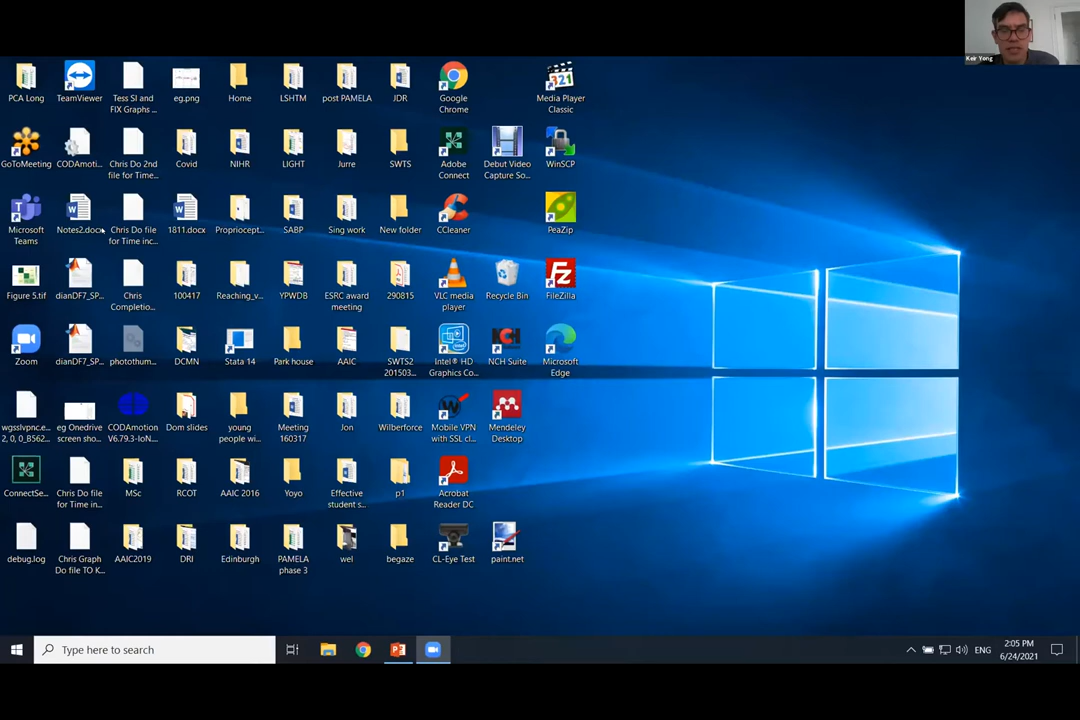 Keir Yong
PCA Long
TeamViewer
Tess SI and
FIX Graphs ...
eg.png
Home
LSHTM
post PAMELA
JDR
Google
Chrome
Media Player
Classic
321
GoToMeeting
CODAmoti...
Chris Do 2nd
file for Time...
Covid
NIHR
LIGHT
Jurre
SWTS
Adobe
Connect
Debut Video
Capture So...
WinSCP
Microsoft
Teams
Notes2.docx
Chris Do file
for Time inc...
1811.docx
Propriocept...
SABP
Sing work
New folder
CCleaner
PeaZip
Figure 5.tif
dianDF7_SP...
Chris
Completio...
100417
Reaching_v...
YPWDB
ESRC award
meeting
290815
VLC media
player
Recycle Bin
FileZilla
Zoom
dianDF7_SP...
photothum...
DCMN
Stata 14
Park house
AAIC
SWTS2
201503...
Intel® HD
Graphics Co...
NCH Suite
Microsoft
Edge
wgsslvpnc.e...
2, 0, 0_B562...
eg Onedrive
screen sho...
CODAmotion
V6.79.3-IoN...
Dom slides
young
people wi...
Meeting
160317
Jon
Wilberforce
Mobile VPN
with SSL cl...
Mendeley
Desktop
ConnectSe...
Chris Do file
for Time in...
MSc
RCOT
AAIC 2016
Yoyo
Effective
student s...
p1
Acrobat
Reader DC
debug.log
Chris Graph
Do file TO K...
AAIC2019
DRI
Edinburgh
PAMELA
phase 3
wel
begaze
CL-Eye Test
paint.net
Type here to search
ENG
2:05 PM
6/24/2021